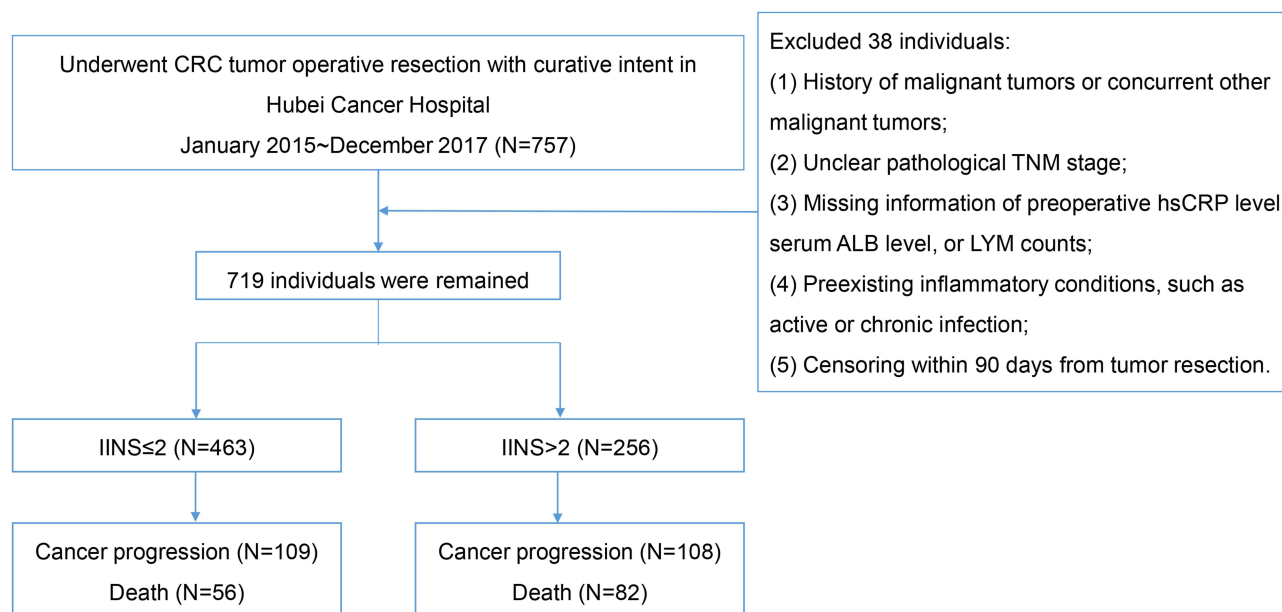 Underwent CRC tumor operative resection with curative intent in
Hubei Cancer Hospital
January 2015~December 2017 (N=757)
Excluded 38 individuals:
(1) History of malignant tumors or concurrent other
malignant tumors;
(2) Unclear pathological TNM stage;
(3) Missing information of preoperative hsCRP level
serum ALB level, or LYM counts;
(4) Preexisting inflammatory conditions, such as
active or chronic infection;
(5) Censoring within 90 days from tumor resection.
719 individuals were remained
IINS≤2 (N=463)
IINS>2 (N=256)
Cancer progression (N=109)
Death (N=56)
Cancer progression (N=108)
Death (N=82)